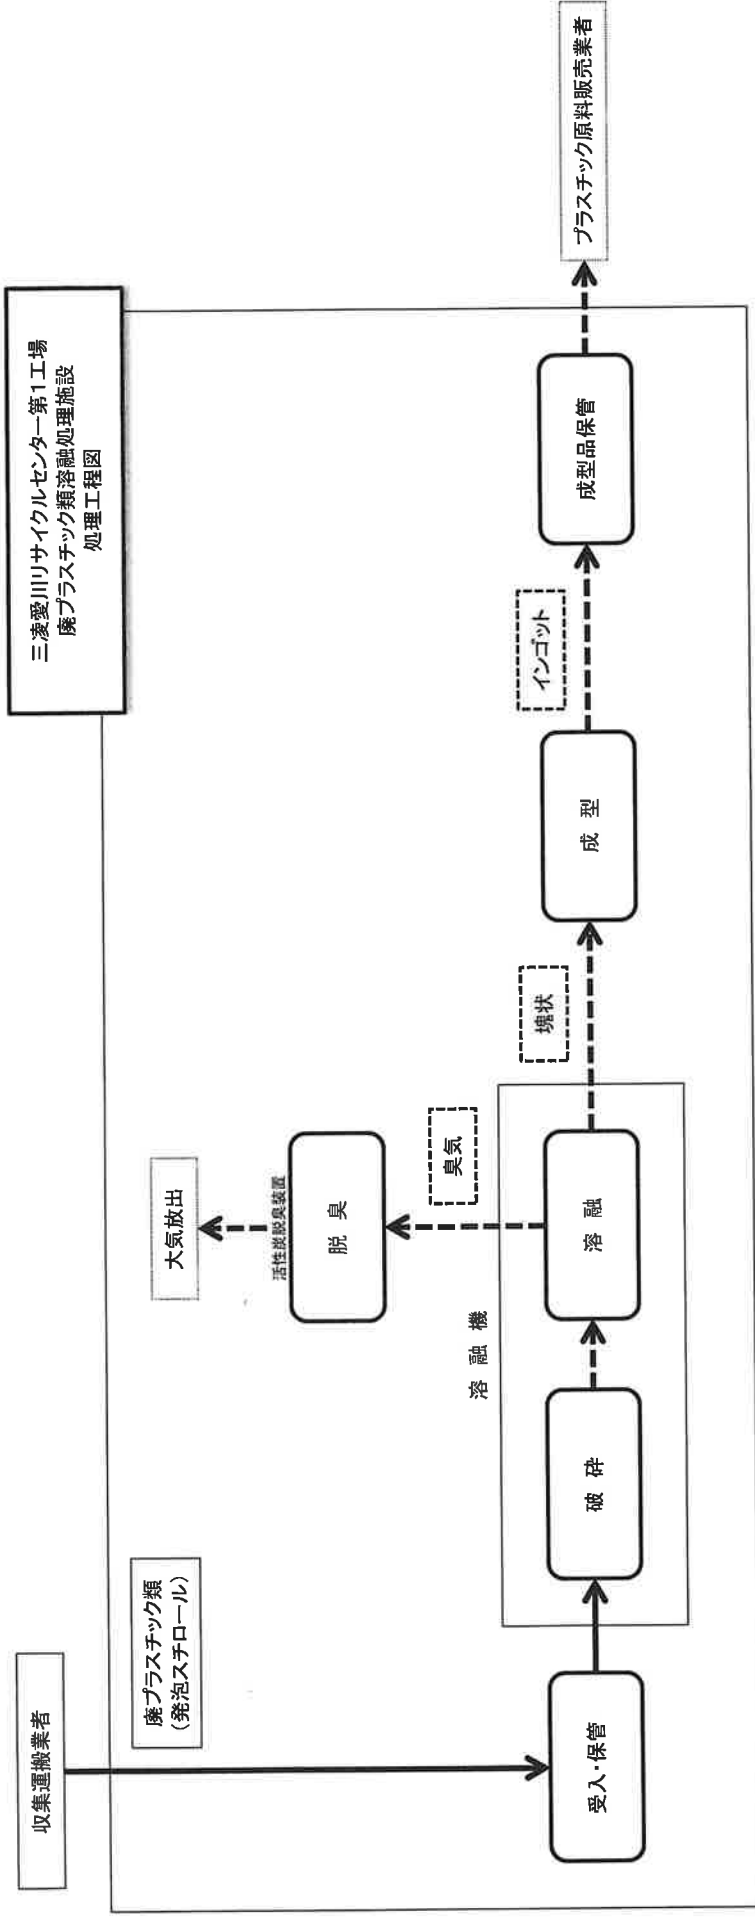 三凌愛川リサイクルセンター第1工場
廃プラスチック類溶融処理施設
処理工程図
収集運搬業者
廃プラスチック類
(発泡スチロール)
受入・保管
溶融機
破砕
溶融
臭気
脱臭
活性炭脱臭装置
大気放出
塊状
成型
インゴット
成型品保管
プラスチック原料販売業者